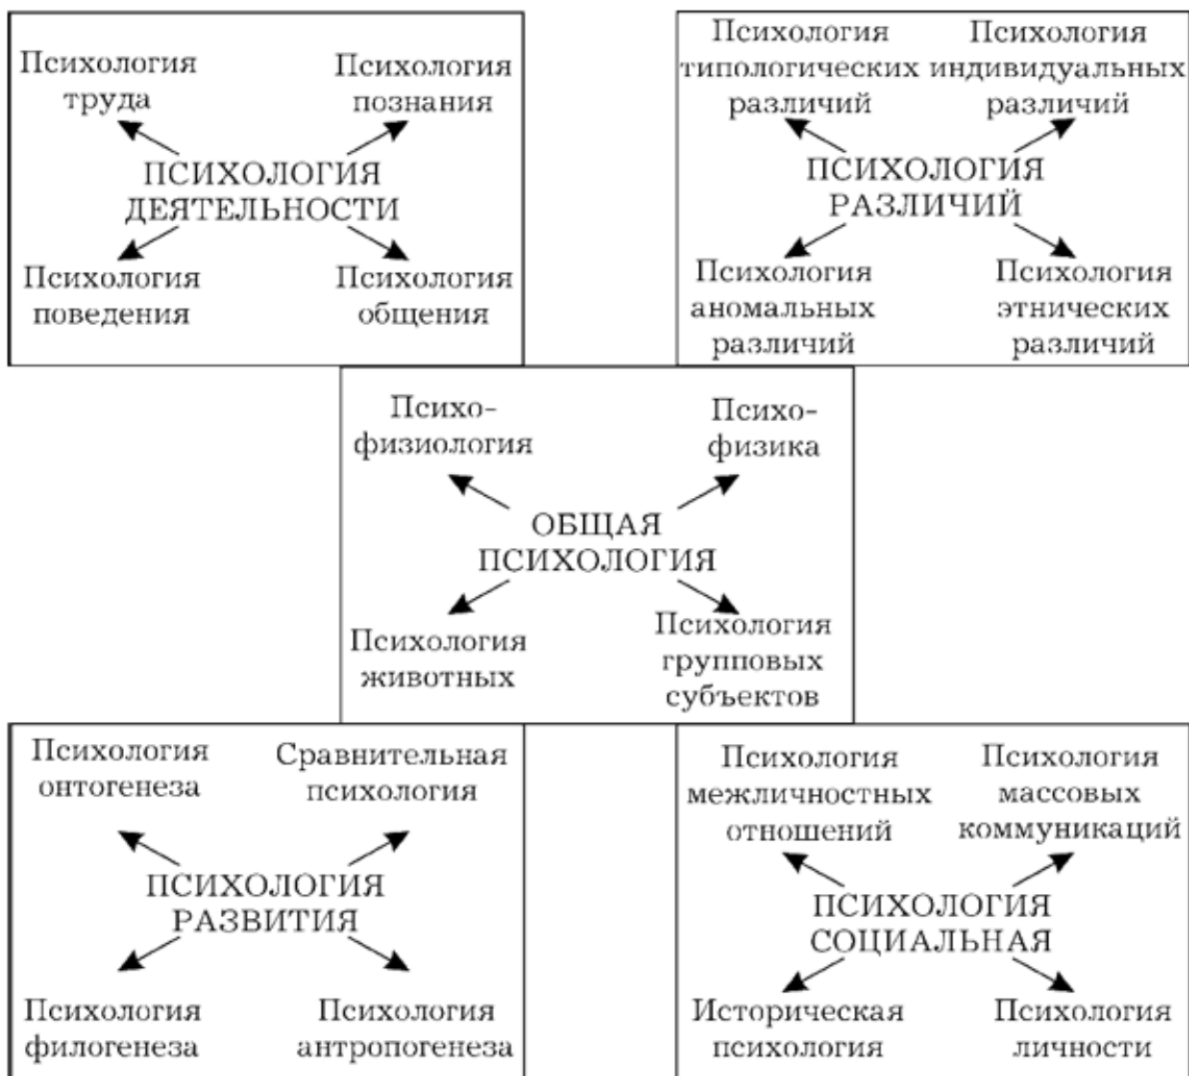 Психология
труда
Психология
познания
ПСИХОЛОГИЯ
ДЕЯТЕЛЬНОСТИ
Психология
поведения
Психология
общения
Психология
типологических
различий
Психология
индивидуальных
различий
ПСИХОЛОГИЯ
РАЗЛИЧИЙ
Психология
аномальных
различий
Психология
этнических
различий
Психо-
физиология
Психо-
физика
ОБЩАЯ
ПСИХОЛОГИЯ
Психология
животных
Психология
групповых
субъектов
Психология
онтогенеза
Сравнительная
психология
ПСИХОЛОГИЯ
РАЗВИТИЯ
Психология
филогенеза
Психология
антропогенеза
Психология
межличностных
отношений
Психология
массовых
коммуникаций
ПСИХОЛОГИЯ
СОЦИАЛЬНАЯ
Историческая
психология
Психология
личности